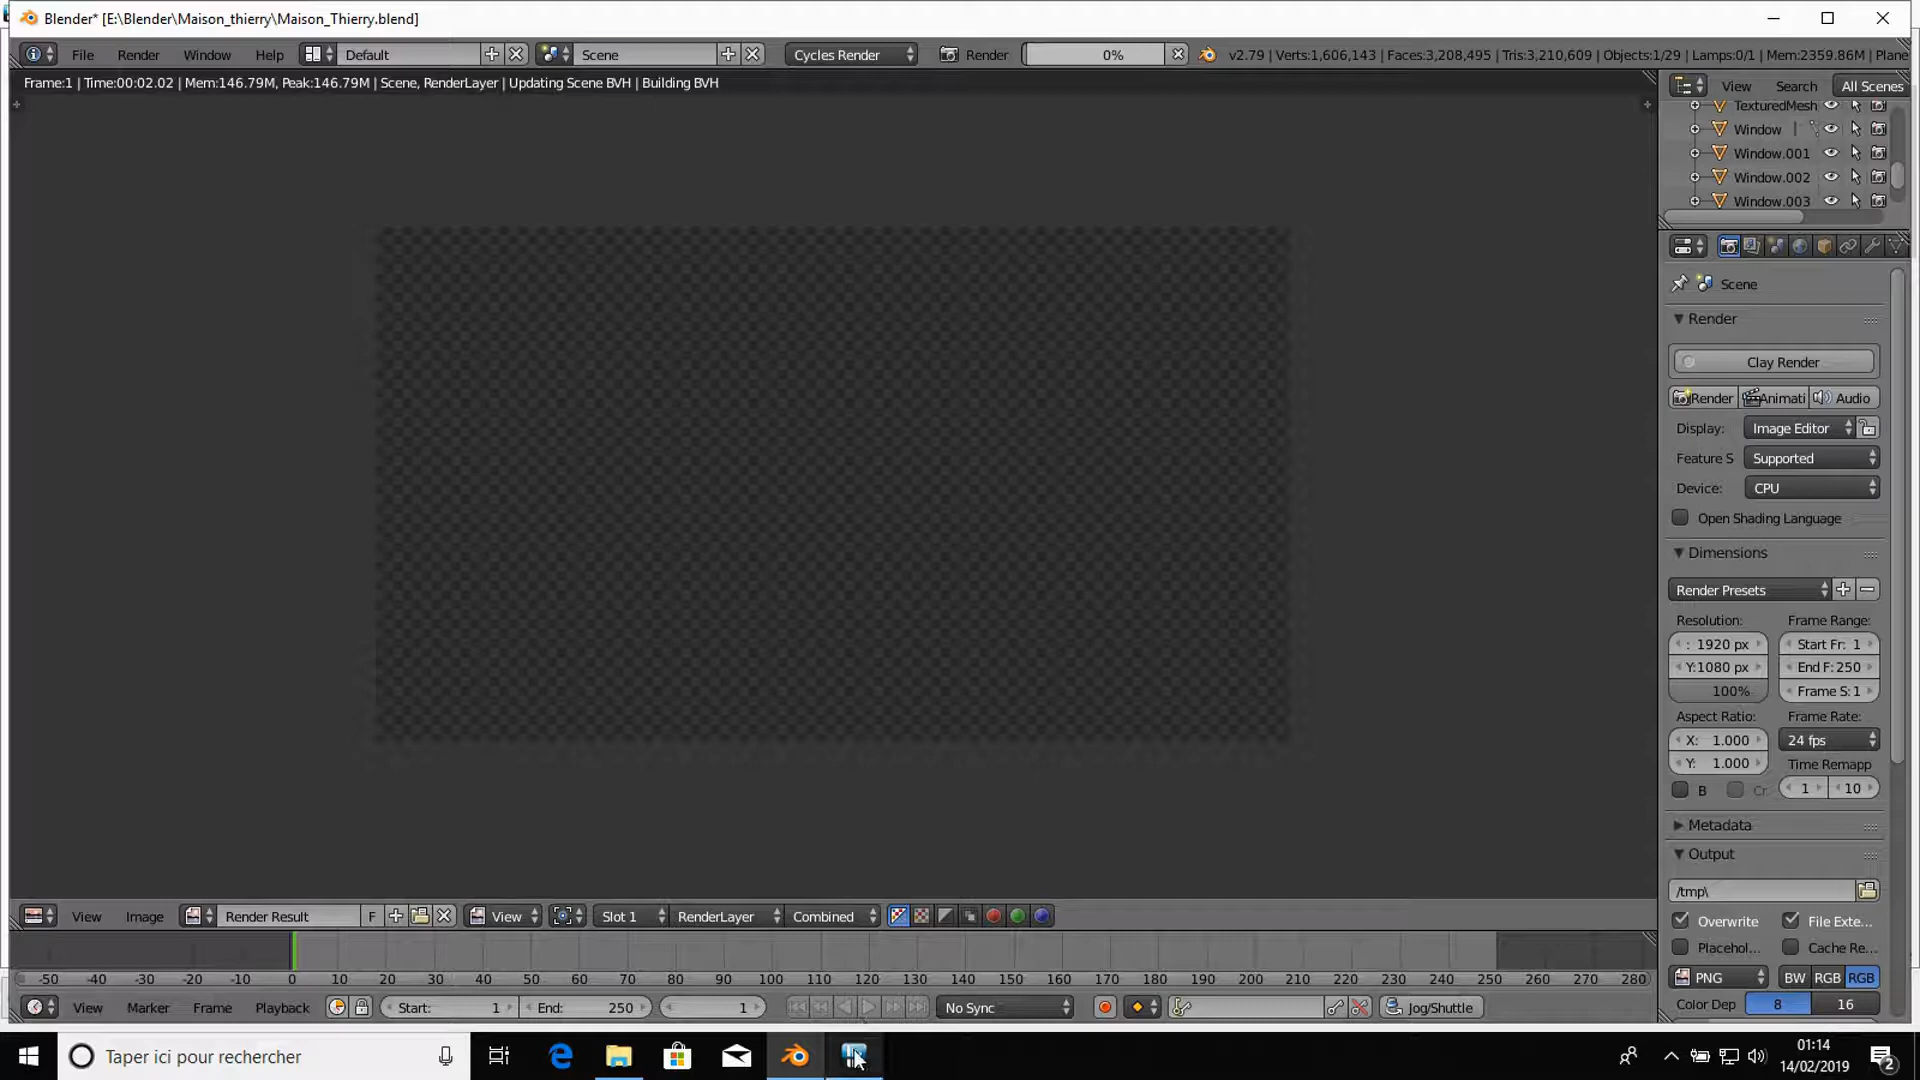 Blender* [E:\Blender\Maison_thierry\Maison_Thierry.blend]
File Render Window Help Default Scene Cycles Render Render 0% v2.79 | Verts:1,606,143 | Faces:3,208,495 | Tris:3,210,609 | Objects:1/29 | Lamps:0/1 | Mem:2359.86M | Plane
Frame:1 | Time:00:02.02 | Mem:146.79M, Peak:146.79M | Scene, RenderLayer | Updating Scene BVH | Building BVH
View Search All Scenes
TexturedMesh
Window
Window.001
Window.002
Window.003
Scene
Render
Clay Render
Render Animati Audio
Display: Image Editor
Feature S Supported
Device: CPU
Open Shading Language
Dimensions
Render Presets
Resolution: Frame Range:
: 1920 px Start Fr: 1
Y:1080 px End F: 250
100% Frame S: 1
Aspect Ratio: Frame Rate:
X: 1.000 24 fps
Y: 1.000 Time Remapp
B Cr 1 10
Metadata
Output
/tmp\
Overwrite File Exte...
Placehol... Cache Re...
PNG BW RGB RGB
Color Dep 8 16
View Image Render Result F View Slot 1 RenderLayer Combined
-50 -40 -30 -20 -10 0 10 20 30 40 50 60 70 80 90 100 110 120 130 140 150 160 170 180 190 200 210 220 230 240 250 260 270 280
View Marker Frame Playback Start: 1 End: 250 1 No Sync Jog/Shuttle
Taper ici pour rechercher
01:14
14/02/2019
2